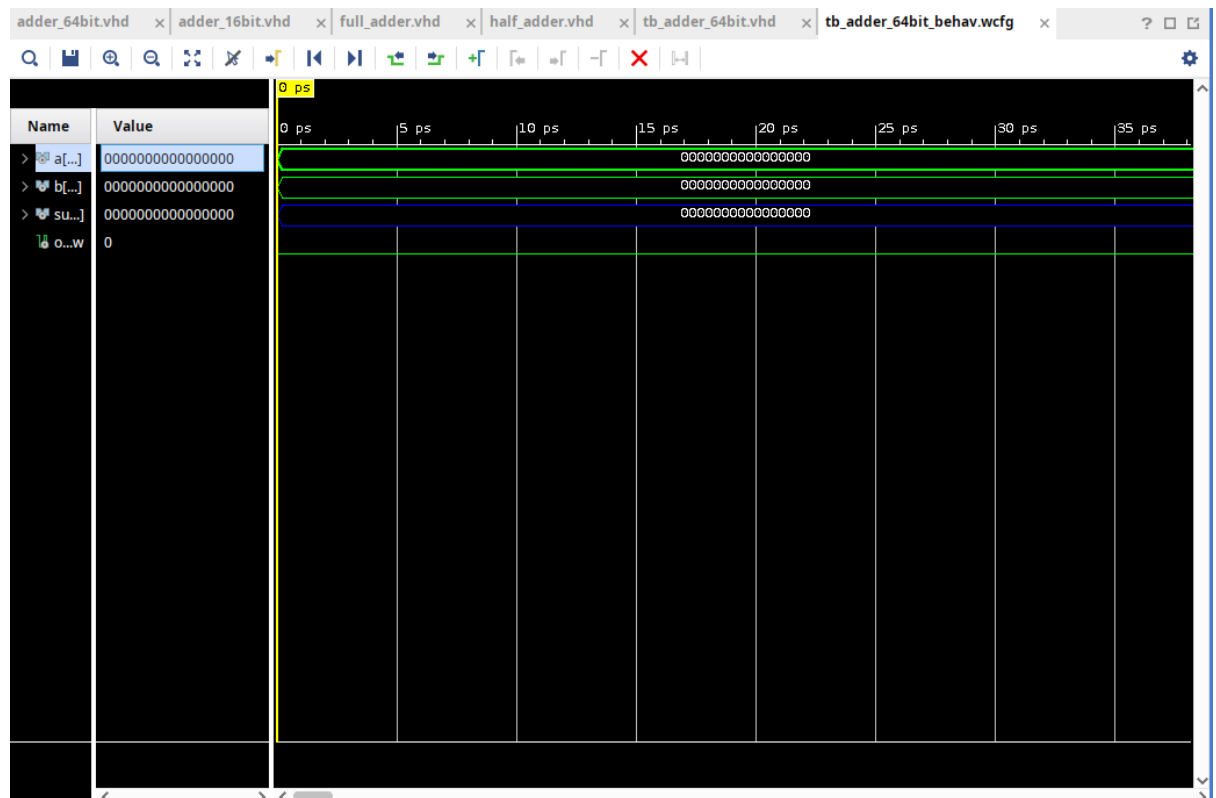 adder_64bit.vhd × adder_16bit.vhd × full_adder.vhd × half_adder.vhd × tb_adder_64bit.vhd × tb_adder_64bit_behav.wcfg × ?
0 ps
Name Value
0 ps 5 ps 10 ps 15 ps 20 ps 25 ps 30 ps 35 ps
> a[...] 0000000000000000 0000000000000000
> b[...] 0000000000000000 0000000000000000
> su...] 0000000000000000 0000000000000000
o...w 0